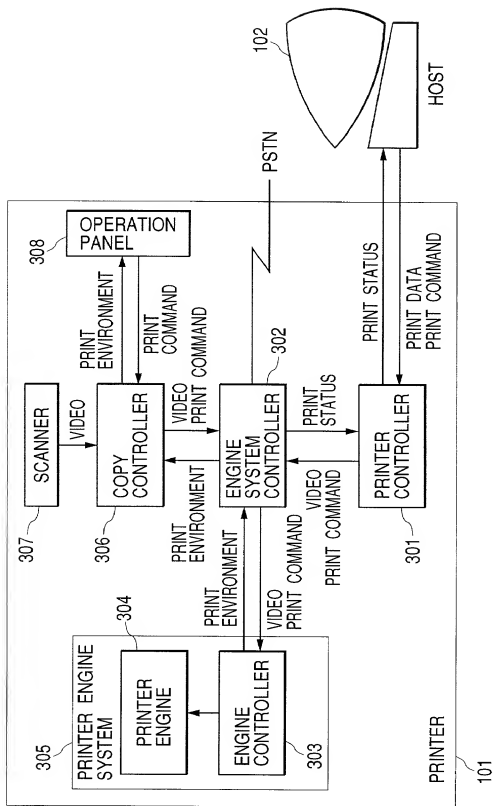 305
PRINTER ENGINE
SYSTEM
304
PRINTER
ENGINE
ENGINE
CONTROLLER
303
307
SCANNER
VIDEO
306
COPY
CONTROLLER
PRINT
ENVIRONMENT
PRINT
COMMAND
308
OPERATION
PANEL
PRINT
ENVIRONMENT
VIDEO
PRINT COMMAND
PRINT
ENVIRONMENT
VIDEO
PRINT COMMAND
ENGINE
SYSTEM
CONTROLLER
302
PSTN
VIDEO
PRINT COMMAND
PRINT
STATUS
PRINTER
CONTROLLER
301
PRINT STATUS
PRINT DATA
PRINT COMMAND
102
HOST
PRINTER
101